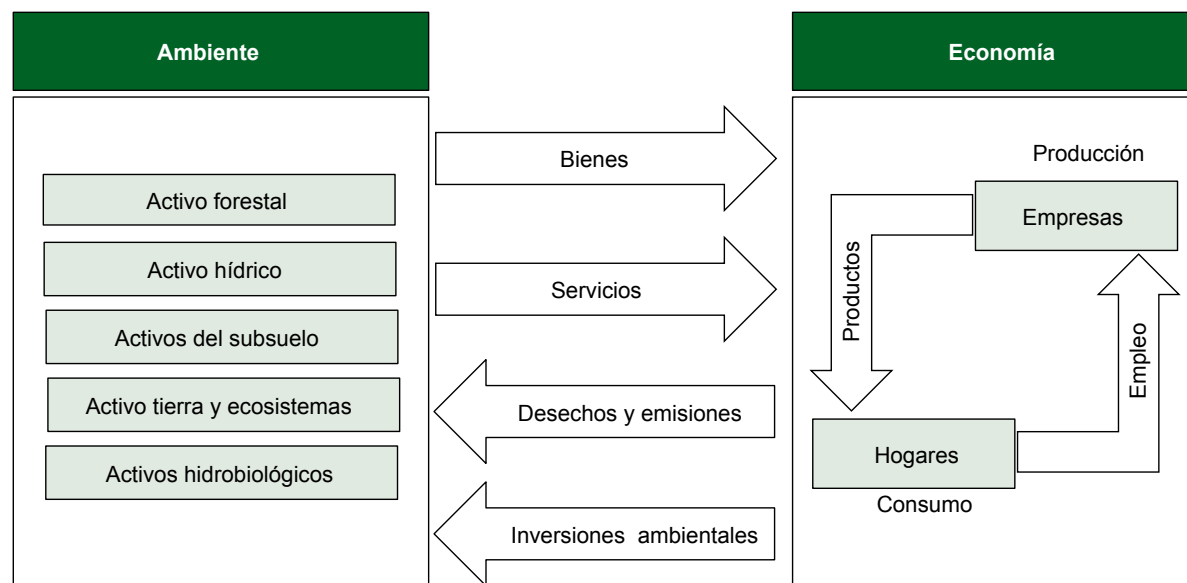 Ambiente
Activo forestal
Activo hídrico
Activos del subsuelo
Activo tierra y ecosistemas
Activos hidrobiológicos
Bienes
Servicios
Desechos y emisiones
Inversiones ambientales
Economía
Producción
Empresas
Productos
Empleo
Hogares
Consumo